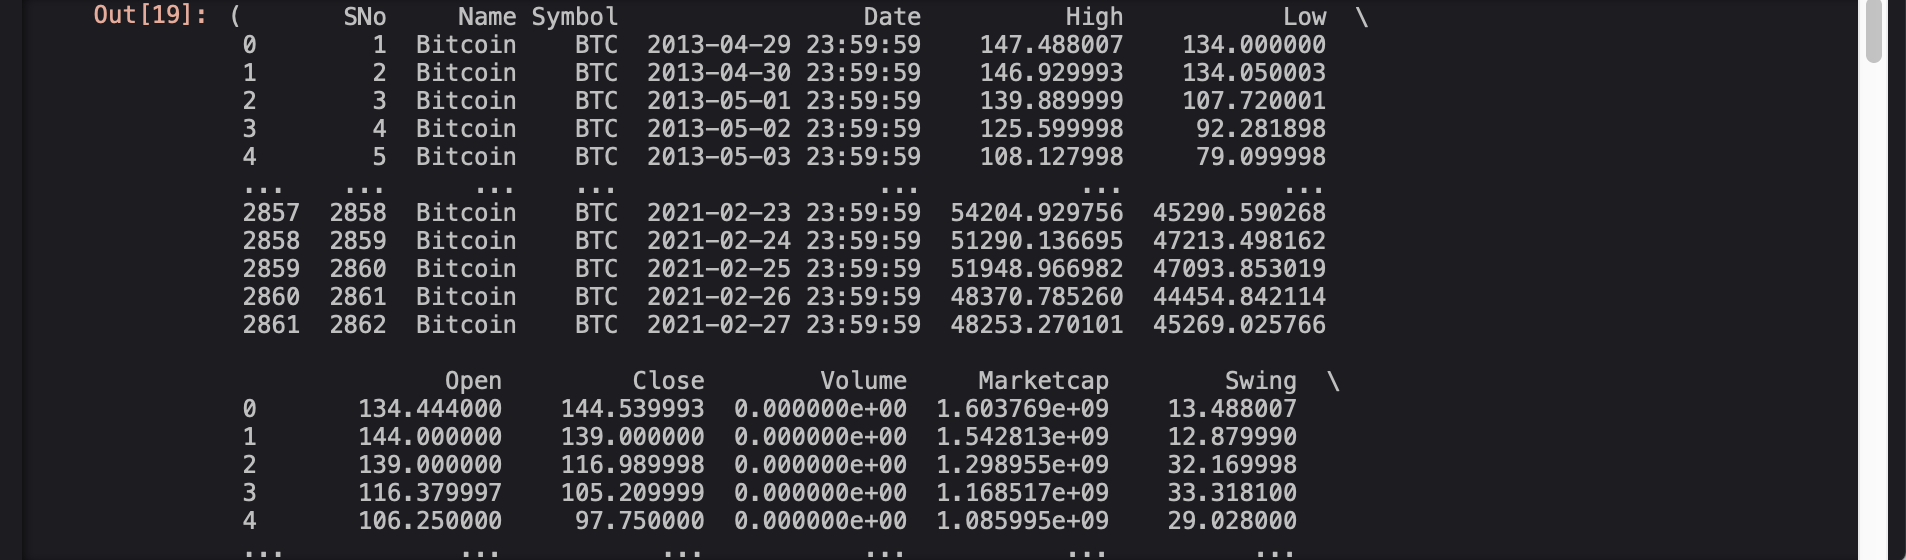 Out[19]: (       SNo     Name Symbol                 Date          High           Low  \
0        1  Bitcoin    BTC  2013-04-29 23:59:59    147.488007    134.000000
1        2  Bitcoin    BTC  2013-04-30 23:59:59    146.929993    134.050003
2        3  Bitcoin    BTC  2013-05-01 23:59:59    139.889999    107.720001
3        4  Bitcoin    BTC  2013-05-02 23:59:59    125.599998     92.281898
4        5  Bitcoin    BTC  2013-05-03 23:59:59    108.127998     79.099998
...    ...      ...    ...                  ...           ...           ...
2857  2858  Bitcoin    BTC  2021-02-23 23:59:59  54204.929756  45290.590268
2858  2859  Bitcoin    BTC  2021-02-24 23:59:59  51290.136695  47213.498162
2859  2860  Bitcoin    BTC  2021-02-25 23:59:59  51948.966982  47093.853019
2860  2861  Bitcoin    BTC  2021-02-26 23:59:59  48370.785260  44454.842114
2861  2862  Bitcoin    BTC  2021-02-27 23:59:59  48253.270101  45269.025766
              Open         Close        Volume     Marketcap        Swing  \
0       134.444000    144.539993  0.000000e+00  1.603769e+09    13.488007
1       144.000000    139.000000  0.000000e+00  1.542813e+09    12.879990
2       139.000000    116.989998  0.000000e+00  1.298955e+09    32.169998
3       116.379997    105.209999  0.000000e+00  1.168517e+09    33.318100
4       106.250000     97.750000  0.000000e+00  1.085995e+09    29.028000
...            ...           ...           ...           ...          ...